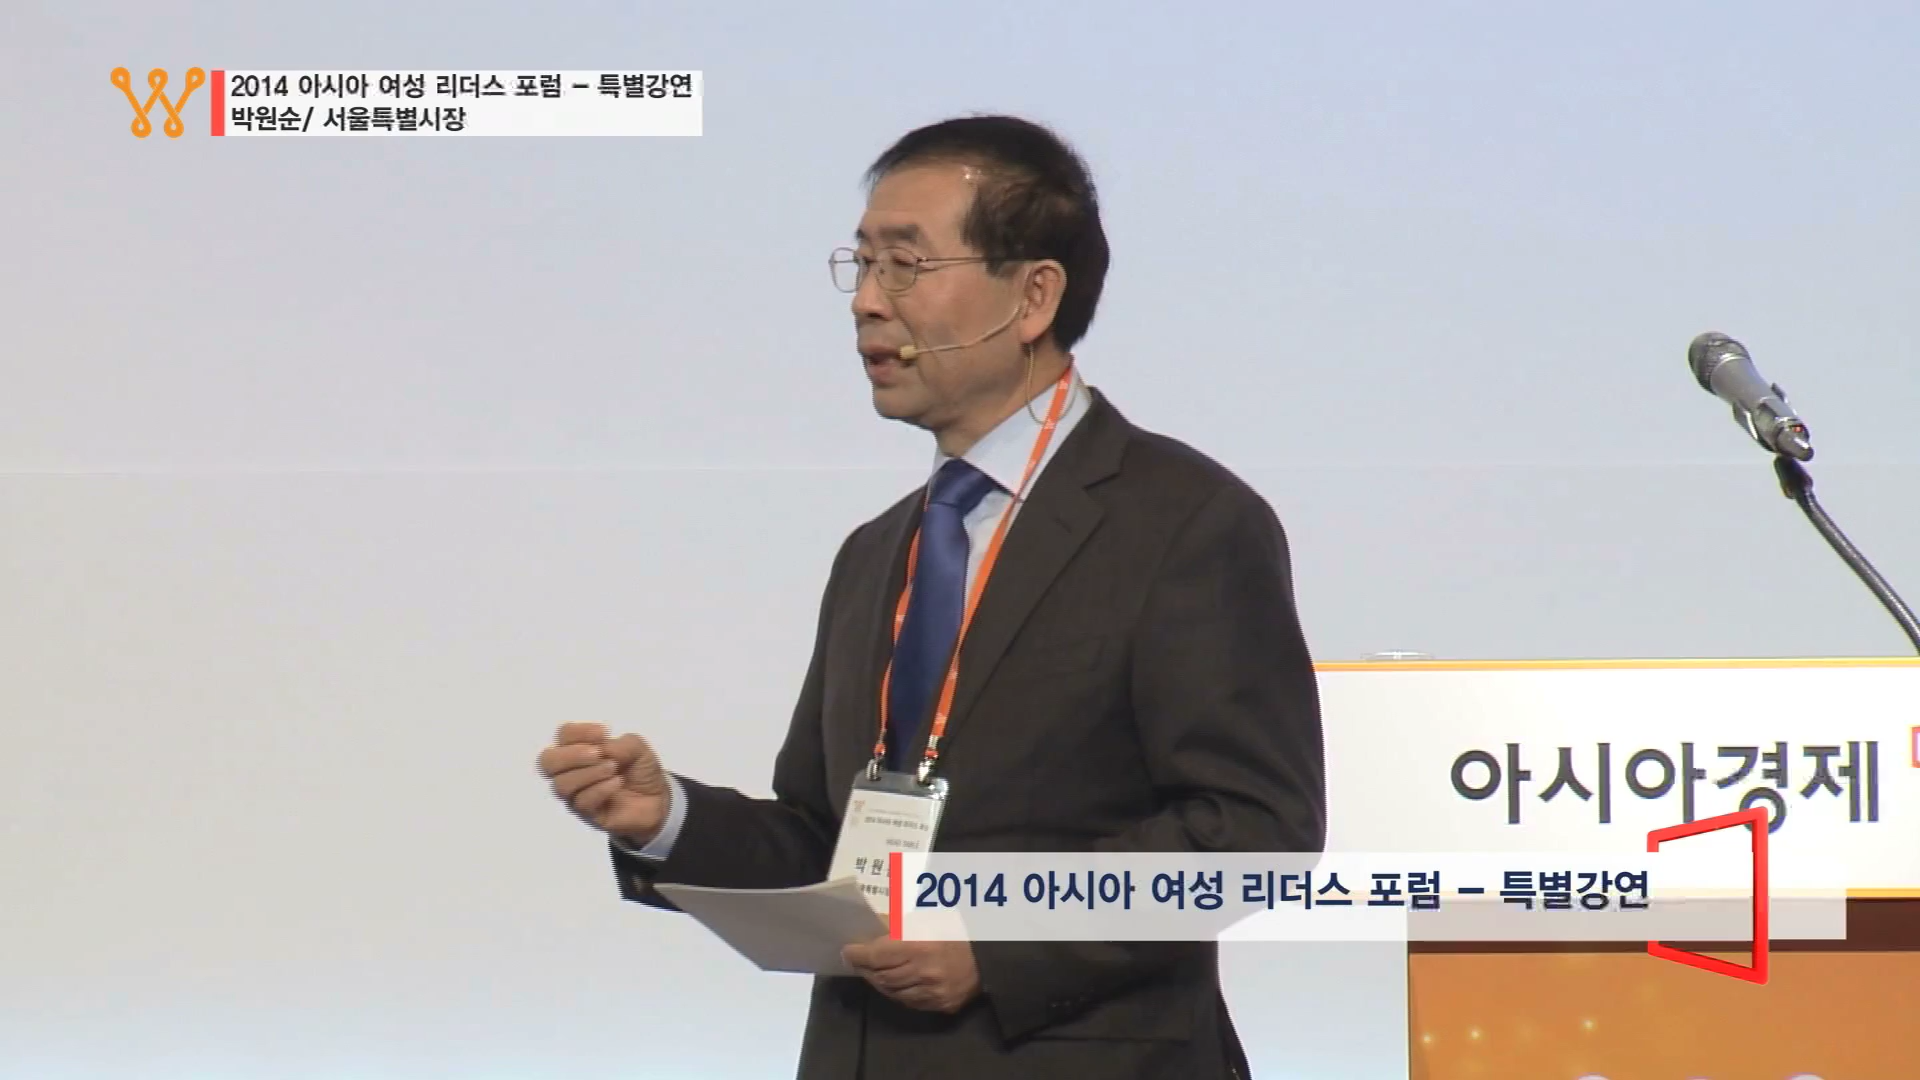 2014 아시아 여성 리더스 포럼 - 특별강연
박원순/ 서울특별시장
아시아경제
박 원
2014 아시아 여성 리더스 포럼 - 특별강연